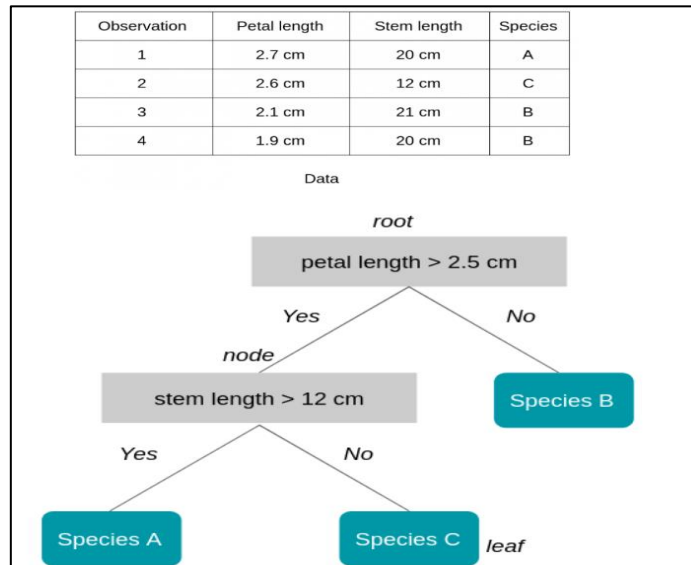 Observation Petal length Stem length Species
1 2.7 cm 20 cm A
2 2.6 cm 12 cm C
3 2.1 cm 21 cm B
4 1.9 cm 20 cm B
Data
root
petal length > 2.5 cm
Yes No
node
stem length > 12 cm
Species B
Yes No
Species A Species C leaf